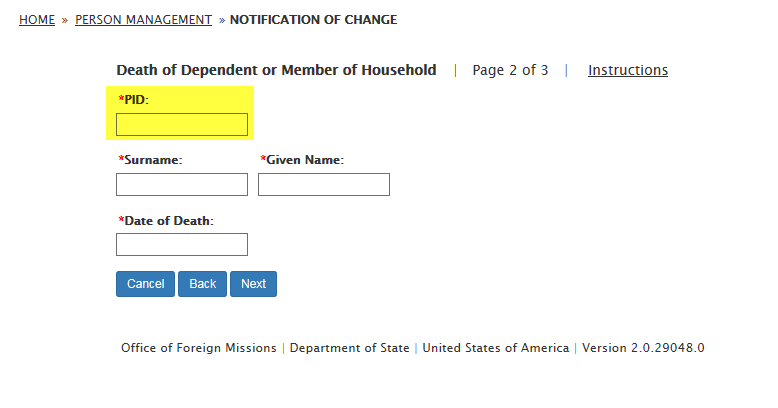 HOME » PERSON MANAGEMENT » NOTIFICATION OF CHANGE
Death of Dependent or Member of Household | Page 2 of 3 | Instructions
*PID:
*Surname: *Given Name:
*Date of Death:
Cancel Back Next
Office of Foreign Missions | Department of State | United States of America | Version 2.0.29048.0